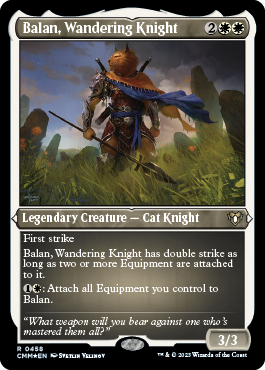 Balan, Wandering Knight 2
Legendary Creature — Cat Knight
First strike
Balan, Wandering Knight has double strike as
long as two or more Equipment are attached
to it.
1 : Attach all Equipment you control to
Balan.
“What weapon will you bear against one who’s
mastered them all?”
3/3
R 0458
CMM EN Svetlin Velinov
™ & © 2023 Wizards of the Coast